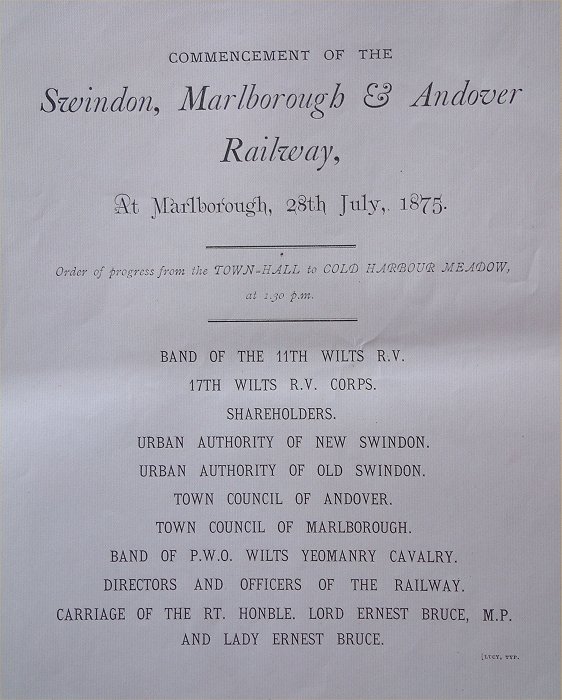 COMMENCEMENT OF THE
Swindon, Marlborough & Andover
Railway,
At Marlborough, 28th July, 1875.
Order of progress from the TOWN-HALL to COLD HARBOUR MEADOW,
at 1.30 p.m.
BAND OF THE 11TH WILTS R.V.
17TH WILTS R.V. CORPS.
SHAREHOLDERS.
URBAN AUTHORITY OF NEW SWINDON.
URBAN AUTHORITY OF OLD SWINDON.
TOWN COUNCIL OF ANDOVER.
TOWN COUNCIL OF MARLBOROUGH.
BAND OF P.W.O. WILTS YEOMANRY CAVALRY.
DIRECTORS AND OFFICERS OF THE RAILWAY.
CARRIAGE OF THE RT. HONBLE. LORD ERNEST BRUCE, M.P.
AND LADY ERNEST BRUCE.
[LUCY, TYP.